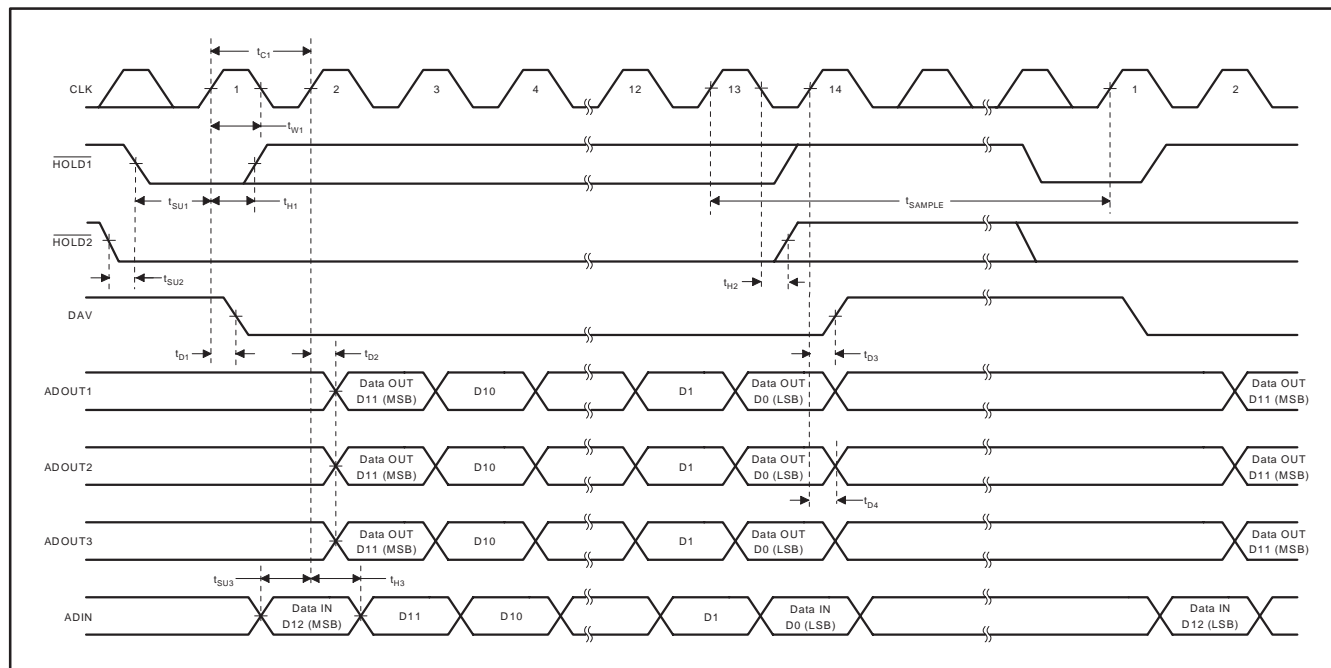 tC1
CLK 1 2 3 4 12 13 14 1 2
tW1
HOLD1
tSU1 tH1 tSAMPLE
HOLD2
tSU2 tH2
DAV
tD1 tD2 tD3
ADOUT1 Data OUT D11 (MSB) D10 D1 Data OUT D0 (LSB) Data OUT D11 (MSB)
ADOUT2 Data OUT D11 (MSB) D10 D1 Data OUT D0 (LSB) Data OUT D11 (MSB)
tD4
ADOUT3 Data OUT D11 (MSB) D10 D1 Data OUT D0 (LSB) Data OUT D11 (MSB)
tSU3 tH3
ADIN Data IN D12 (MSB) D11 D10 D1 Data IN D0 (LSB) Data IN D12 (LSB)